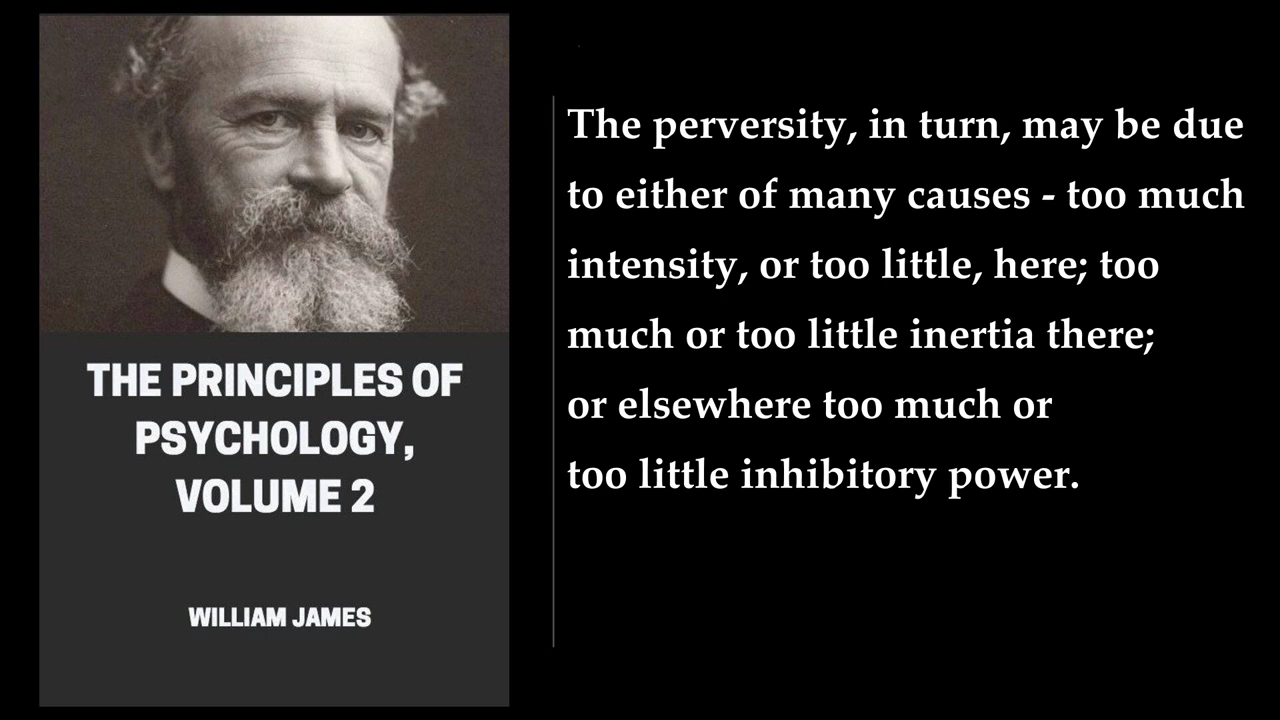 THE PRINCIPLES OF
PSYCHOLOGY,
VOLUME 2
WILLIAM JAMES
The perversity, in turn, may be due
to either of many causes - too much
intensity, or too little, here; too
much or too little inertia there;
or elsewhere too much or
too little inhibitory power.